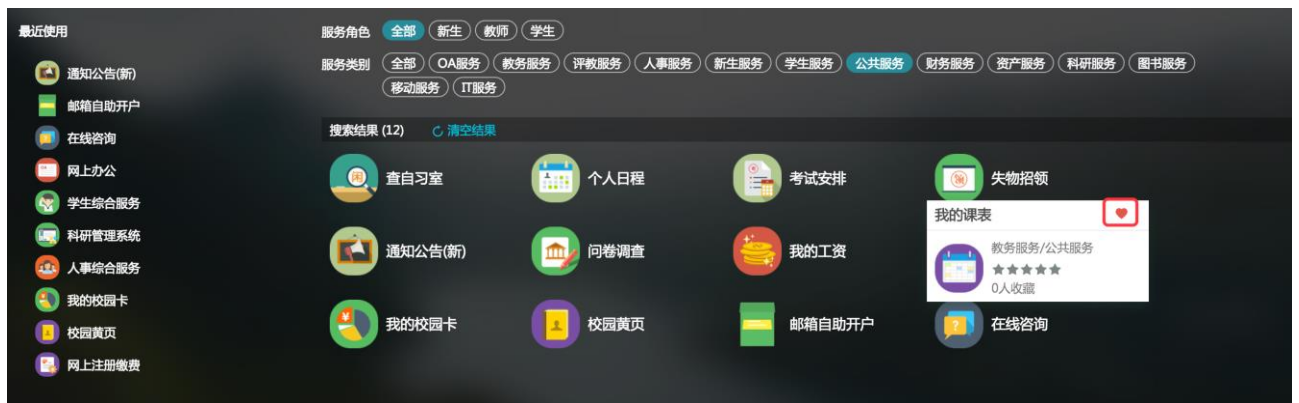 最近使用
通知公告(新)
邮箱自助开户
在线咨询
网上办公
学生综合服务
科研管理系统
人事综合服务
我的校园卡
校园黄页
网上注册缴费
服务角色 全部 新生 教师 学生
服务类别 全部 OA服务 教务服务 评教服务 人事服务 新生服务 学生服务 公共服务 财务服务 资产服务 科研服务 图书服务
移动服务 IT服务
搜索结果 (12) 清空结果
查自习室 个人日程 考试安排 失物招领
通知公告(新) 问卷调查 我的工资
我的课表
教务服务/公共服务
0人收藏
我的校园卡 校园黄页 邮箱自助开户 在线咨询